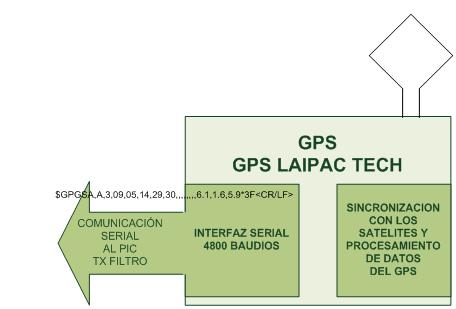 GPS
GPS LAIPAC TECH
$GPGSA,A,3,09,05,14,29,30,,,,,,,,6.1,1.6,5.9*3F<CR/LF>
COMUNICACIÓN
SERIAL
AL PIC
TX FILTRO
INTERFAZ SERIAL
4800 BAUDIOS
SINCRONIZACION
CON LOS
SATELITES Y
PROCESAMIENTO
DE DATOS
DEL GPS